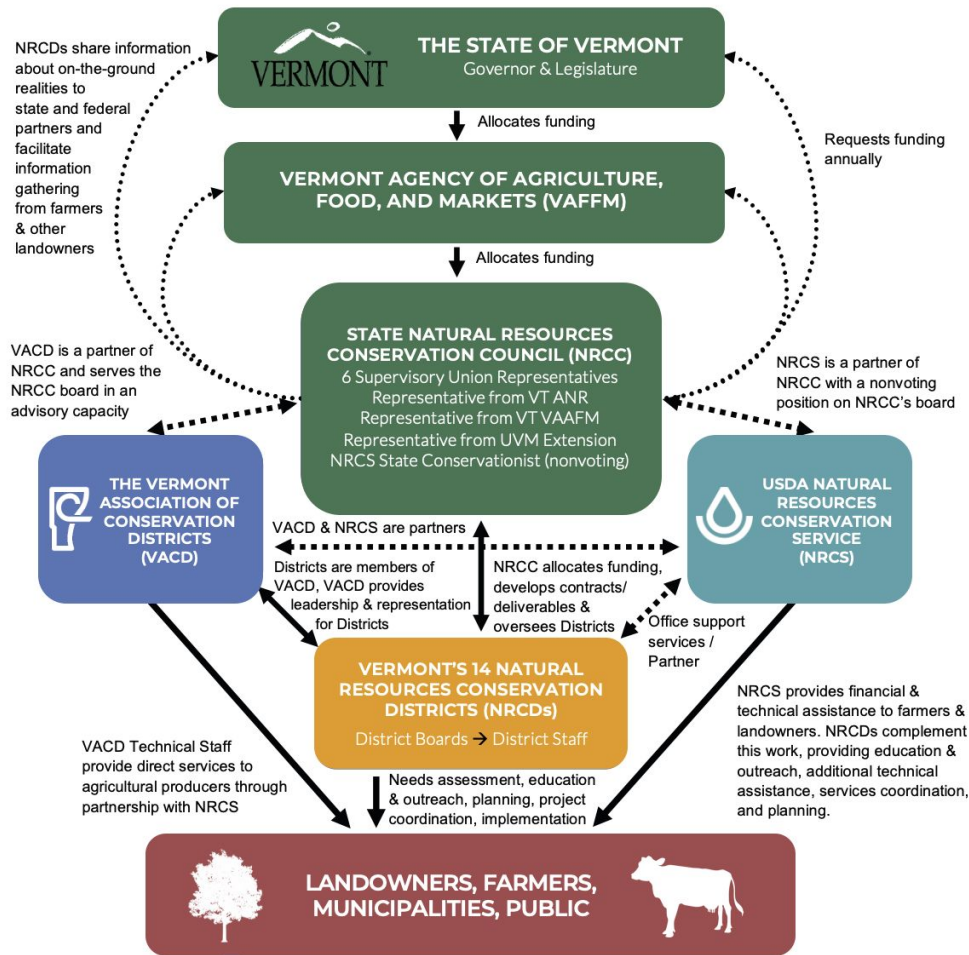 NRCDs share information
about on-the-ground
realities to
state and federal
partners and
facilitate
information
gathering
from farmers
& other
landowners
VERMONT
THE STATE OF VERMONT
Governor & Legislature
Allocates funding
Requests funding
annually
VERMONT AGENCY OF AGRICULTURE,
FOOD, AND MARKETS (VAFFM)
Allocates funding
STATE NATURAL RESOURCES
CONSERVATION COUNCIL (NRCC)
6 Supervisory Union Representatives
Representative from VT ANR
Representative from VT VAAFM
Representative from UVM Extension
NRCS State Conservationist (nonvoting)
VACD is a partner of
NRCC and serves the
NRCC board in an
advisory capacity
NRCS is a partner of
NRCC with a nonvoting
position on NRCC's board
THE VERMONT
ASSOCIATION OF
CONSERVATION
DISTRICTS
(VACD)
USDA NATURAL
RESOURCES
CONSERVATION
SERVICE
(NRCS)
VACD & NRCS are partners
Districts are members of
VACD, VACD provides
leadership & representation
for Districts
NRCC allocates funding,
develops contracts/
deliverables &
oversees Districts
Office support
services /
Partner
VERMONT'S 14 NATURAL
RESOURCES CONSERVATION
DISTRICTS (NRCDs)
District Boards → District Staff
VACD Technical Staff
provide direct services to
agricultural producers through
partnership with NRCS
Needs assessment, education
& outreach, planning, project
coordination, implementation
NRCS provides financial &
technical assistance to farmers &
landowners. NRCDs complement
this work, providing education &
outreach, additional technical
assistance, services coordination,
and planning.
LANDOWNERS, FARMERS,
MUNICIPALITIES, PUBLIC